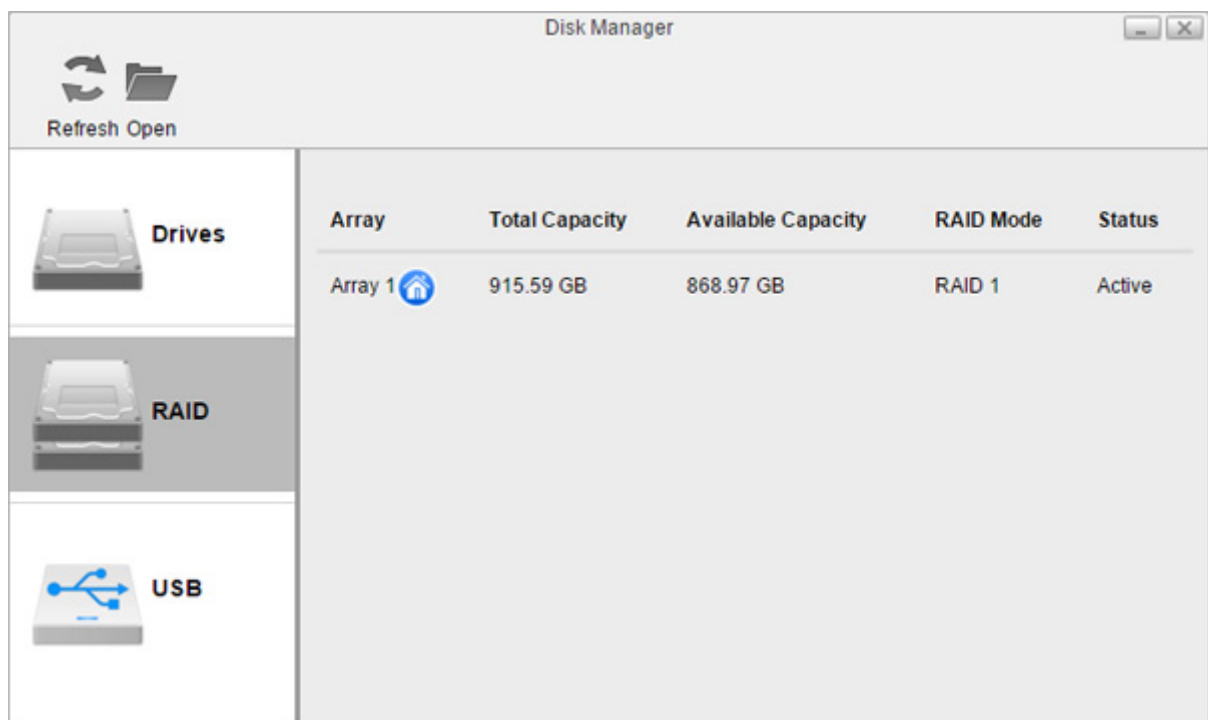 Disk Manager
Refresh Open
Drives
RAID
USB
Array Total Capacity Available Capacity RAID Mode Status
Array 1 915.59 GB 868.97 GB RAID 1 Active